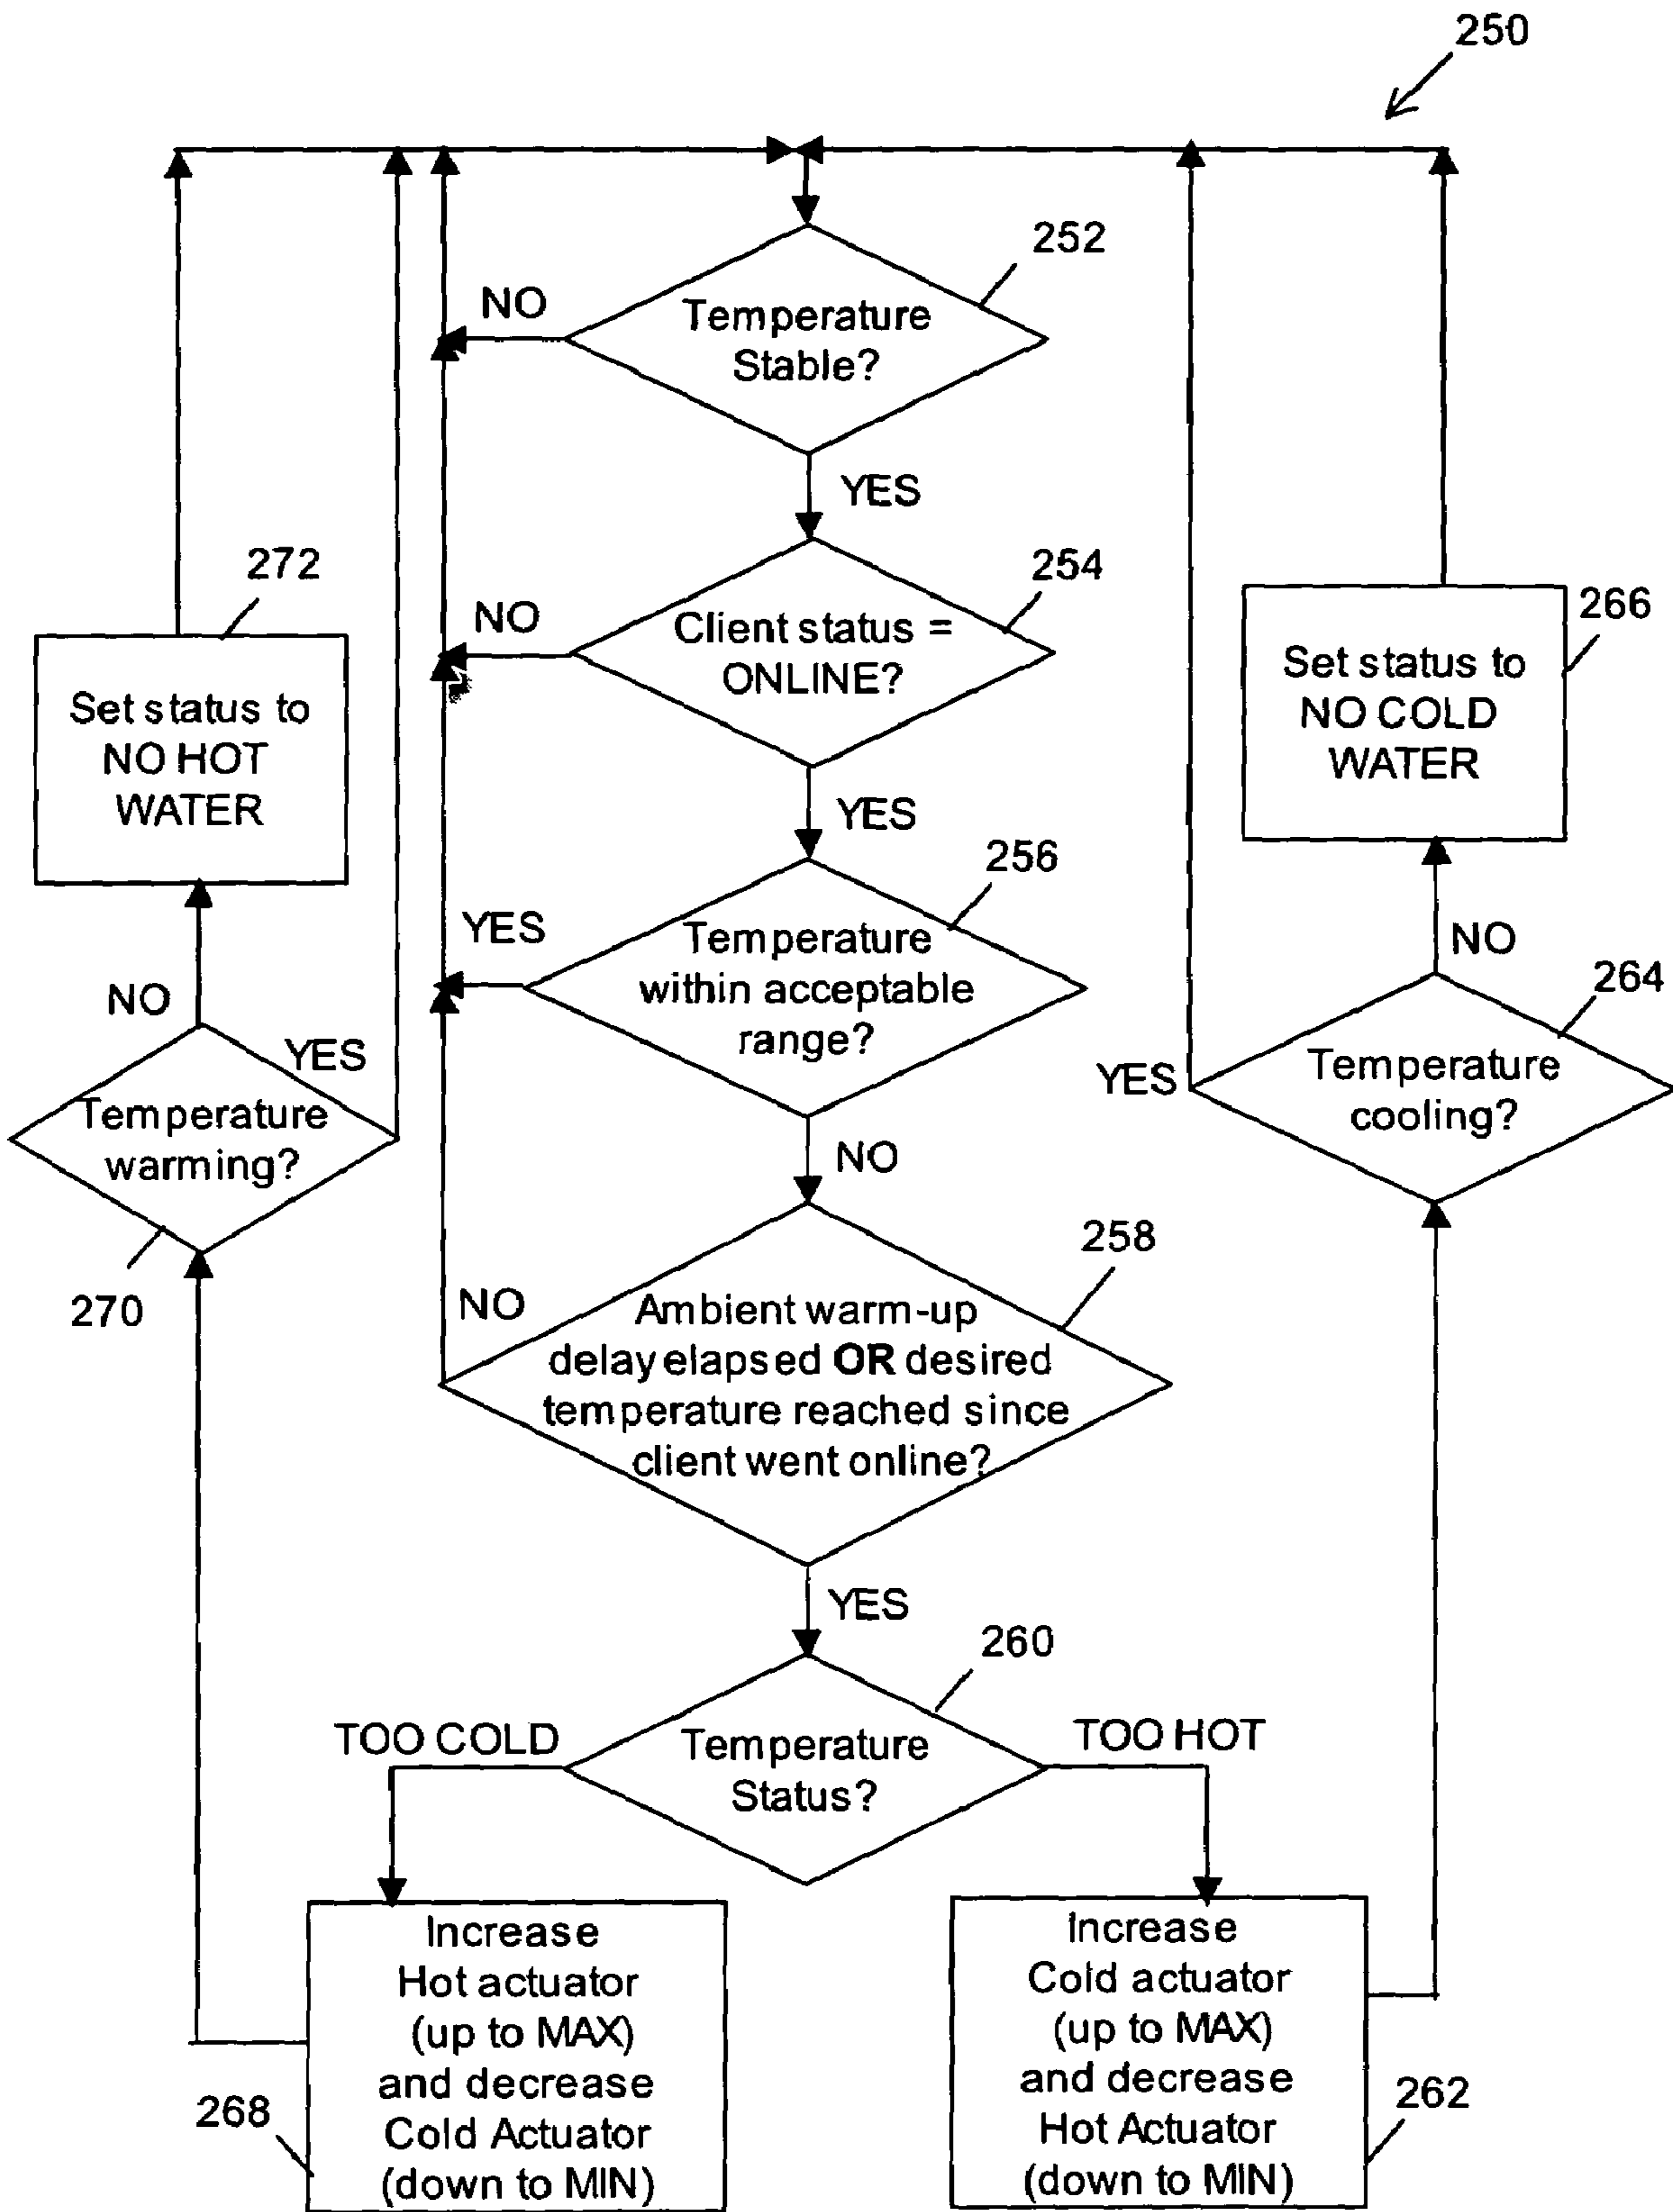 250
252
NO
Temperature
Stable?
YES
254
NO
Client status =
ONLINE?
YES
272
Set status to
NO HOT
WATER
266
Set status to
NO COLD
WATER
256
YES
Temperature
within acceptable
range?
NO
NO
YES
Temperature
warming?
270
NO
264
YES
Temperature
cooling?
258
NO
Ambient warm-up
delay elapsed OR desired
temperature reached since
client went online?
YES
260
TOO COLD
Temperature
Status?
TOO HOT
Increase
Hot actuator
(up to MAX)
and decrease
Cold Actuator
(down to MIN)
268
Increase
Cold actuator
(up to MAX)
and decrease
Hot Actuator
(down to MIN)
262